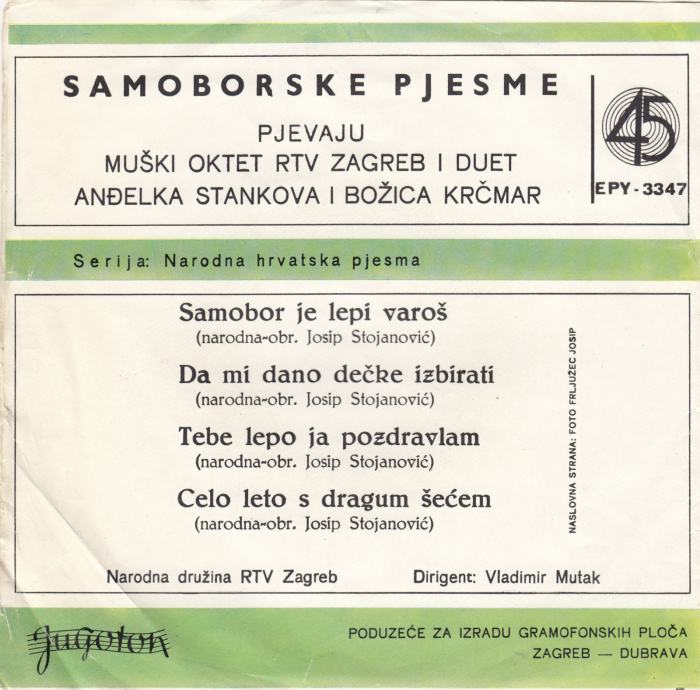 SAMOBORSKE PJESME
PJEVAJU
MUŠKI OKTET RTV ZAGREB I DUET
ANĐELKA STANKOVA I BOŽICA KRČMAR
45
EPY-3347
Serija: Narodna hrvatska pjesma
Samobor je lepi varoš
(narodna-obr. Josip Stojanović)
Da mi dano dečke izbirati
(narodna-obr. Josip Stojanović)
Tebe lepo ja pozdravlam
(narodna-obr. Josip Stojanović)
Celo leto s dragum šećem
(narodna-obr. Josip Stojanović)
NASLOVNA STRANA: FOTO FRLJUŽEC JOSIP
Narodna družina RTV Zagreb
Dirigent: Vladimir Mutak
Jugoton
PODUZEĆE ZA IZRADU GRAMOFONSKIH PLOČA
ZAGREB — DUBRAVA